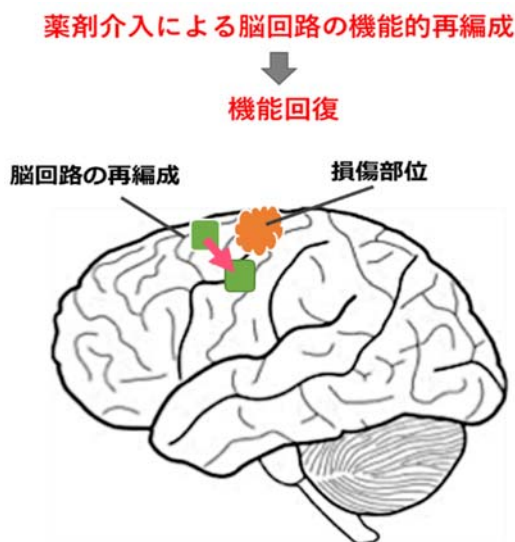 薬剤介入による脳回路の機能的再編成
機能回復
脳回路の再編成
損傷部位